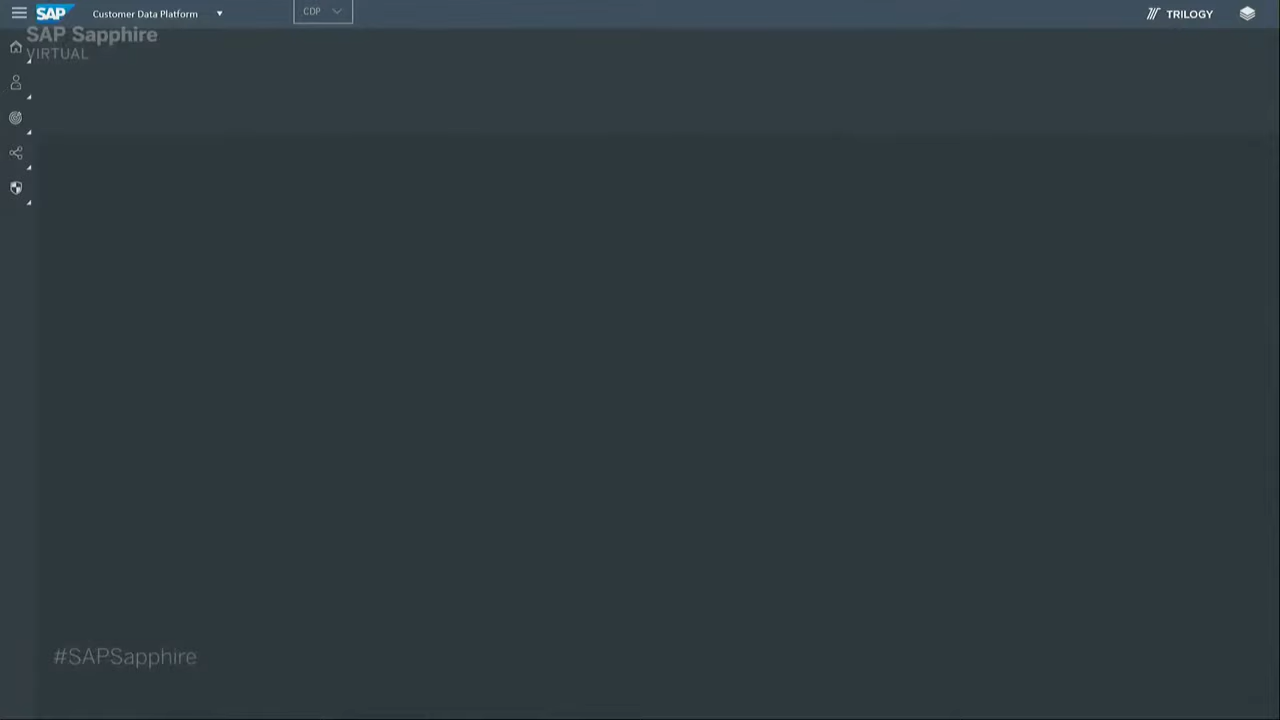 SAP
Customer Data Platform
CDP
TRILOGY
SAP Sapphire
VIRTUAL
#SAPSapphire